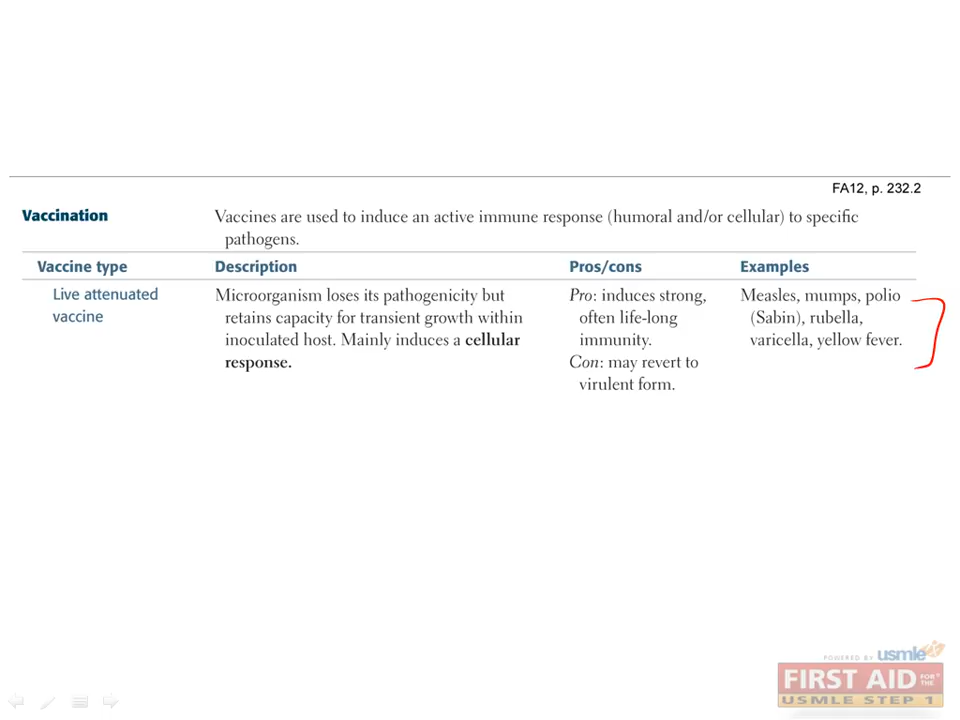 FA12, p. 232.2
Vaccination
Vaccines are used to induce an active immune response (humoral and/or cellular) to specific
pathogens.
Vaccine type Description Pros/cons Examples
Live attenuated
vaccine
Microorganism loses its pathogenicity but
retains capacity for transient growth within
inoculated host. Mainly induces a cellular
response.
Pro: induces strong,
often life-long
immunity.
Con: may revert to
virulent form.
Measles, mumps, polio
(Sabin), rubella,
varicella, yellow fever.
POWERED BY usmle
FIRST AID FOR THE®
USMLE STEP 1